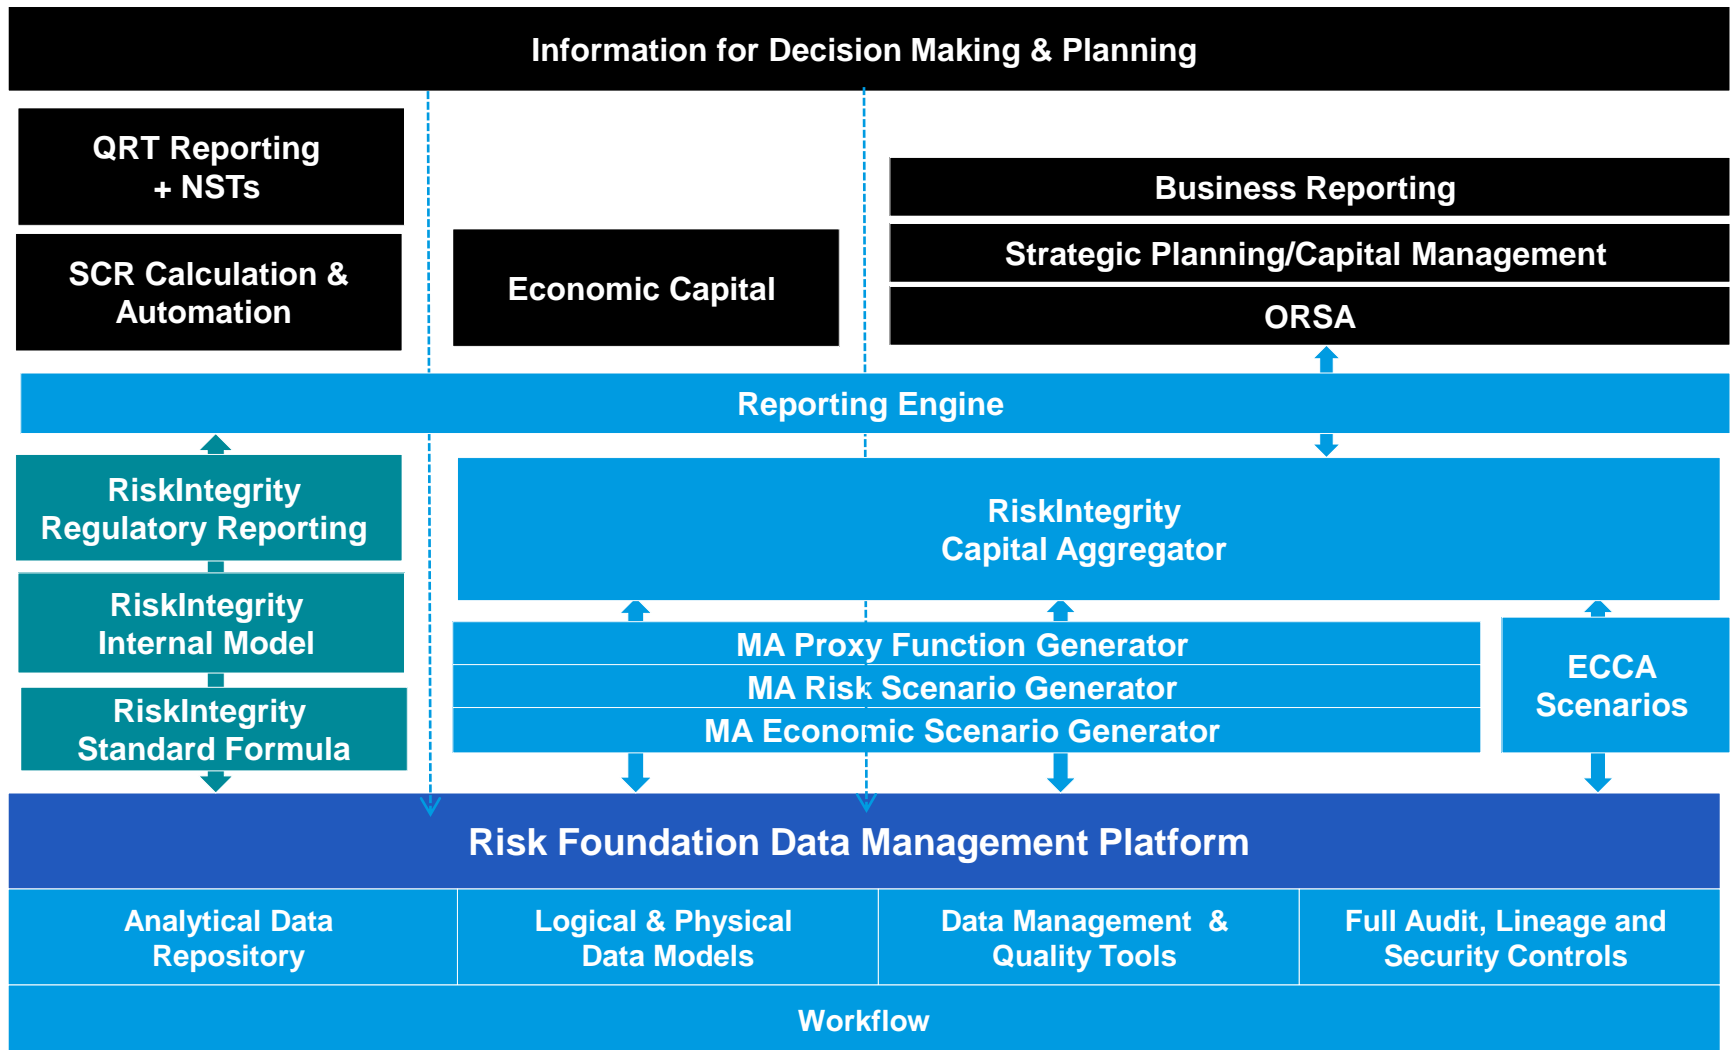 Information for Decision Making & Planning
QRT Reporting
+ NSTs
SCR Calculation &
Automation
Economic Capital
Business Reporting
Strategic Planning/Capital Management
ORSA
Reporting Engine
RiskIntegrity
Regulatory Reporting
RiskIntegrity
Internal Model
RiskIntegrity
Standard Formula
RiskIntegrity
Capital Aggregator
MA Proxy Function Generator
MA Risk Scenario Generator
MA Economic Scenario Generator
ECCA
Scenarios
Risk Foundation Data Management Platform
Analytical Data
Repository
Logical & Physical
Data Models
Data Management  &
Quality Tools
Full Audit, Lineage and
Security Controls
Workflow